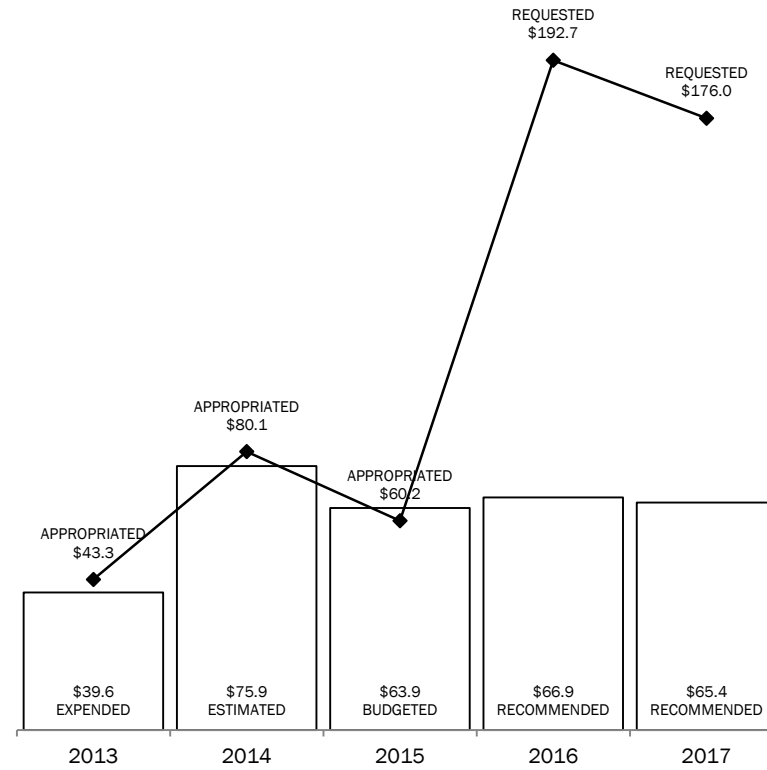 REQUESTED
$192.7
REQUESTED
$176.0
APPROPRIATED
$80.1
APPROPRIATED
$60.2
APPROPRIATED
$43.3
$39.6
EXPENDED
$75.9
ESTIMATED
$63.9
BUDGETED
$66.9
RECOMMENDED
$65.4
RECOMMENDED
2013
2014
2015
2016
2017